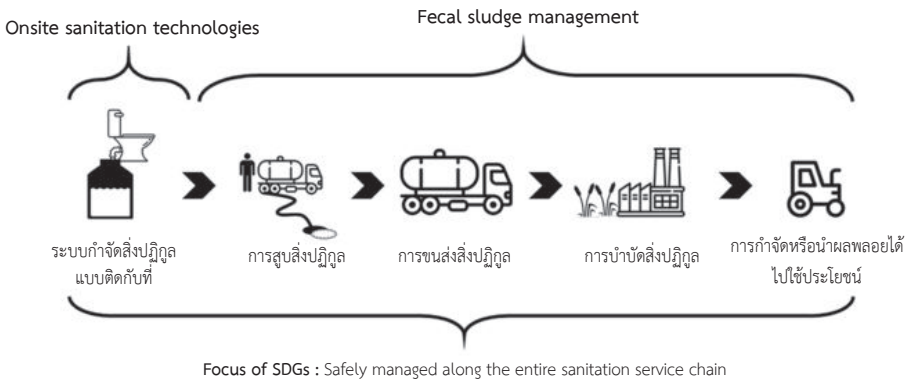 Fecal sludge management
Onsite sanitation technologies
ระบบกำจัดสิ่งปฏิกูล
แบบติดกับที่
การสูบสิ่งปฏิกูล
การขนส่งสิ่งปฏิกูล
การบำบัดสิ่งปฏิกูล
การกำจัดหรือนำผลพลอยได้
ไปใช้ประโยชน์
Focus of SDGs : Safely managed along the entire sanitation service chain